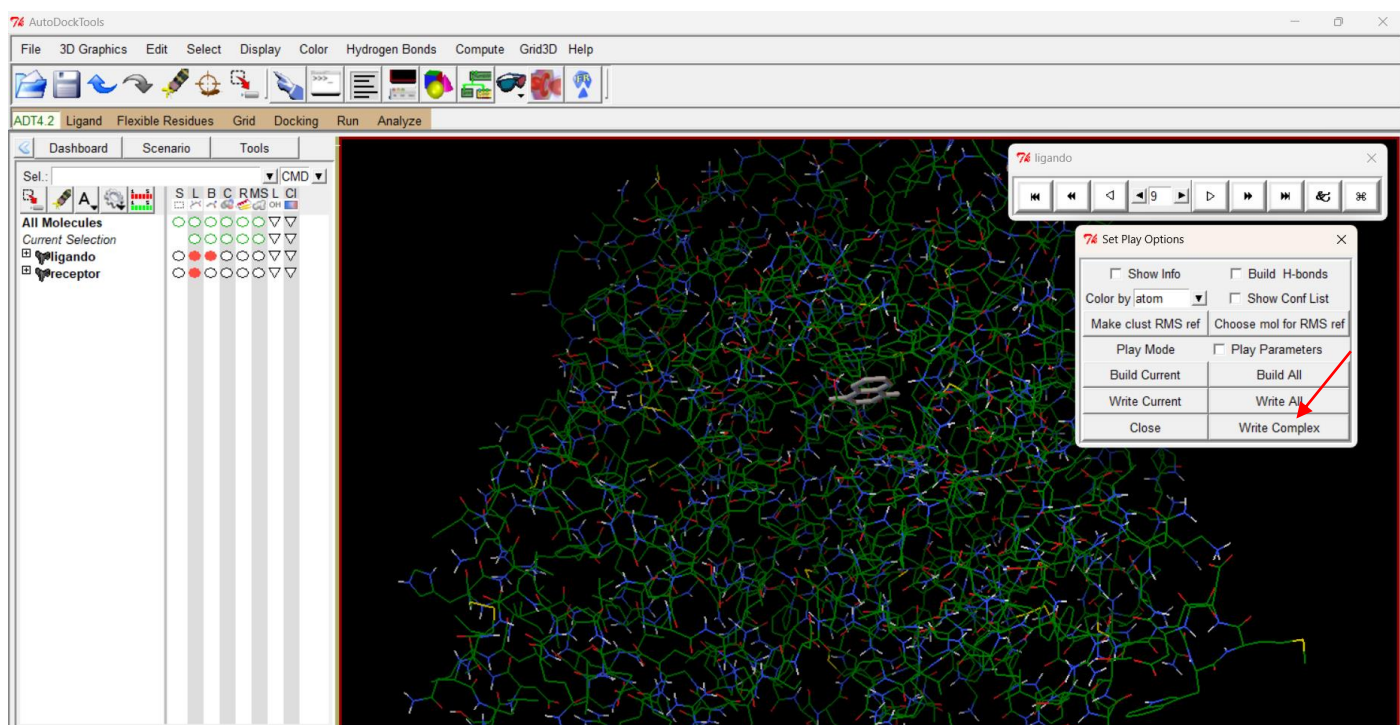 AutoDockTools
File 3D Graphics Edit Select Display Color Hydrogen Bonds Compute Grid3D Help
ADT4.2 Ligand Flexible Residues Grid Docking Run Analyze
Dashboard Scenario Tools
Sel.: CMD
A S L B C R MS L Cl
OH
All Molecules
Current Selection
ligando
receptor
ligando
9
Set Play Options
Show Info Build H-bonds
Color by atom Show Conf List
Make clust RMS ref Choose mol for RMS ref
Play Mode Play Parameters
Build Current Build All
Write Current Write All
Close Write Complex